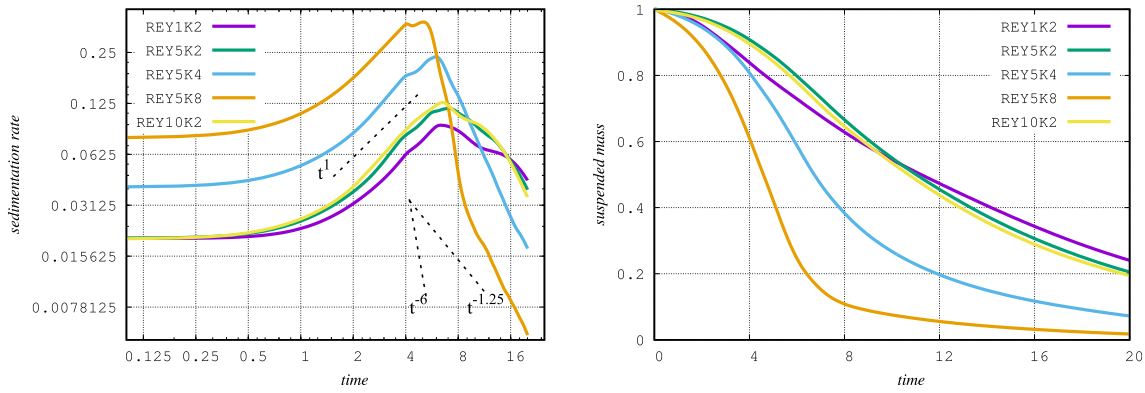 sedimentation rate
REY1K2
REY5K2
REY5K4
REY5K8
REY10K2
0.25
0.125
0.0625
0.03125
0.015625
0.0078125
t^1
t^-6
t^-1.25
0.125 0.25 0.5 1 2 4 8 16
time
suspended mass
REY1K2
REY5K2
REY5K4
REY5K8
REY10K2
1
0.8
0.6
0.4
0.2
0
0 4 8 12 16 20
time